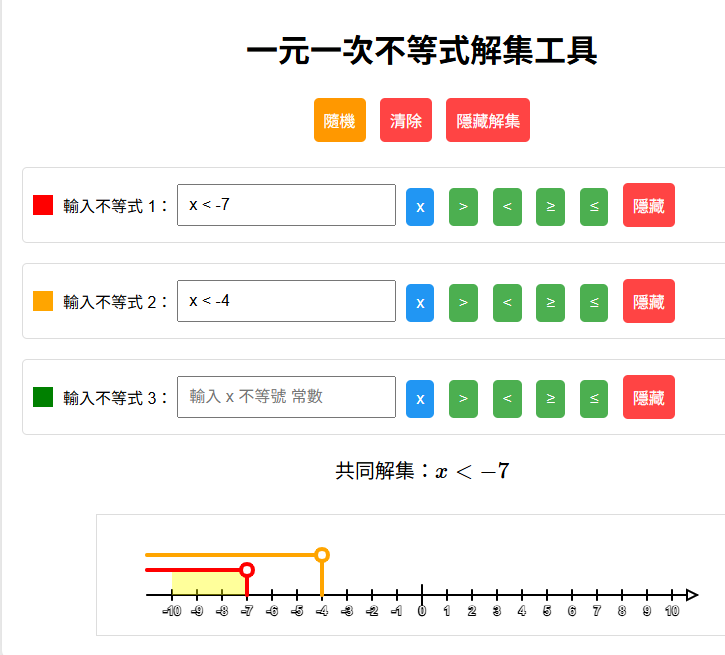 一元一次不等式解集工具
隨機 清除 隱藏解集
輸入不等式 1： x < -7 x > < ≥ ≤ 隱藏
輸入不等式 2： x < -4 x > < ≥ ≤ 隱藏
輸入不等式 3： 輸入 x 不等號 常數 x > < ≥ ≤ 隱藏
共同解集：x < −7
-10 -9 -8 -7 -6 -5 -4 -3 -2 -1 0 1 2 3 4 5 6 7 8 9 10